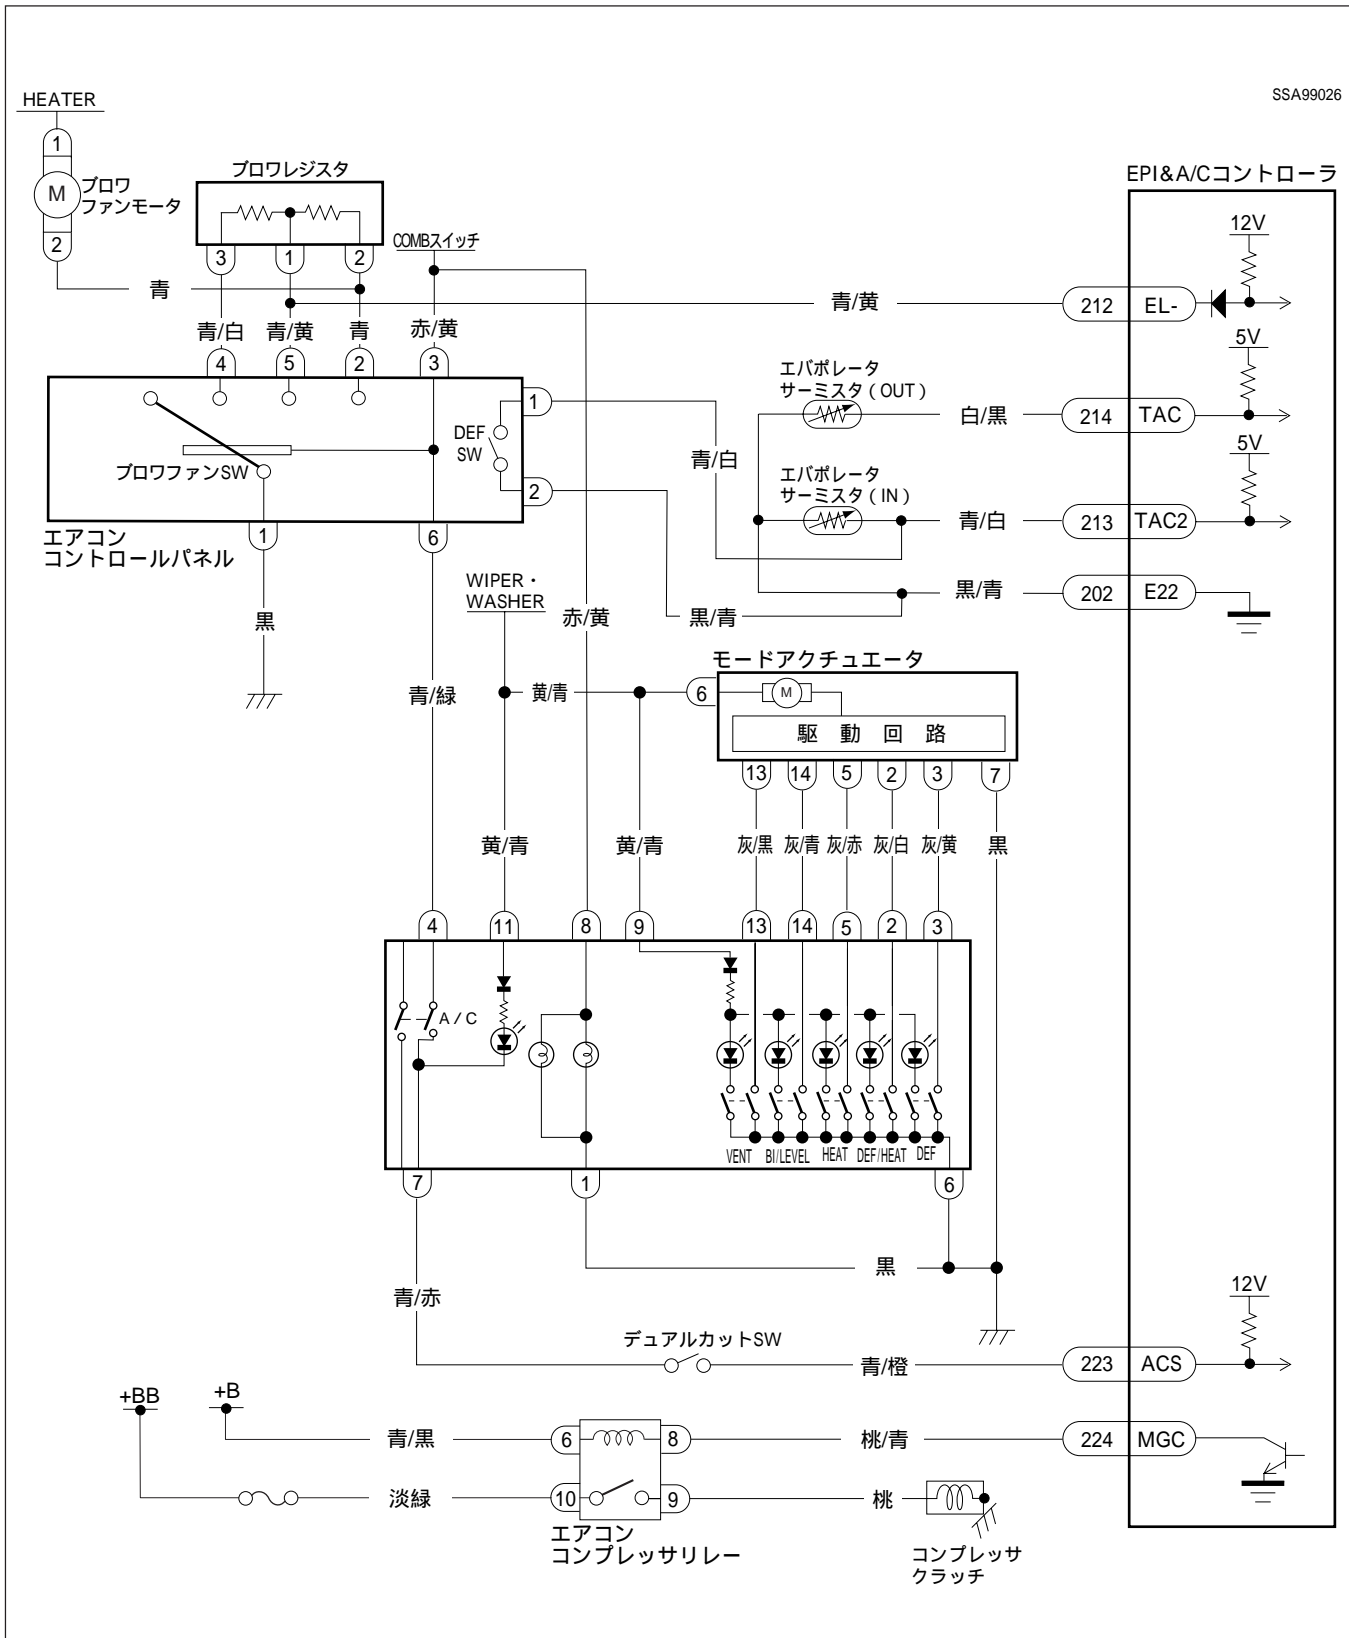 SSA99026
HEATER
1
M
ブロワ
ファンモータ
2
ブロワレジスタ
3 1 2
COMBスイッチ
EPI&A/Cコントローラ
12V
青
青/黄
212 EL-
青/白 青/黄 青 赤/黄
4 5 2 3
5V
エバポレータ
サーミスタ(OUT)
白/黒
214 TAC
1
DEF
SW
2
ブロワファンSW
青/白
5V
エバポレータ
サーミスタ(IN)
青/白
213 TAC2
1 6
エアコン
コントロールパネル
WIPER・
WASHER
黒
赤/黄
黒/青
黒/青
202 E22
モードアクチュエータ
青/緑
黄/青
6
M
駆動回路
13 14 5 2 3 7
黄/青 黄/青 灰/黒 灰/青 灰/赤 灰/白 灰/黄 黒
4 11 8 9 13 14 5 2 3
A/C
VENT BI/LEVEL HEAT DEF/HEAT DEF
7 1 6
黒
青/赤
12V
デュアルカットSW
青/橙
223 ACS
+BB +B
青/黒
6 8
桃/青
224 MGC
淡緑
10 9
桃
エアコン
コンプレッサリレー
コンプレッサ
クラッチ